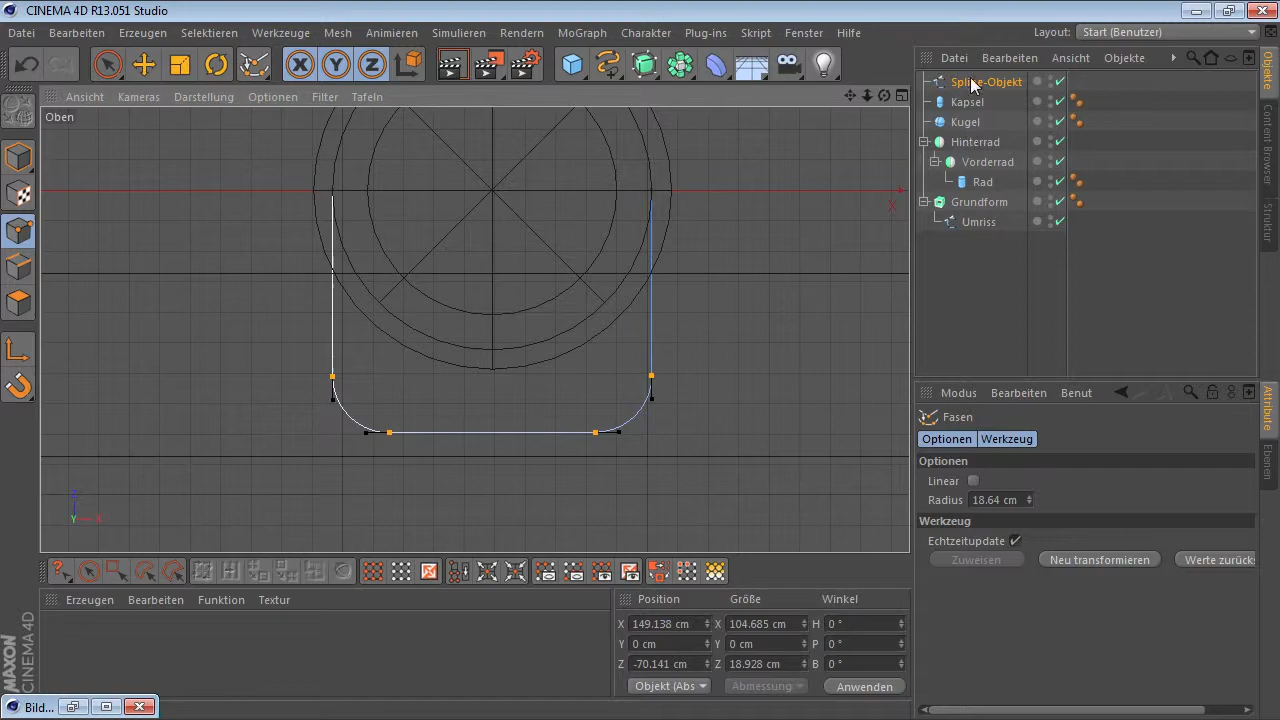 CINEMA 4D R13.051 Studio
Datei Bearbeiten Erzeugen Selektieren Werkzeuge Mesh Animieren Simulieren Rendern MoGraph Charakter Plug-ins Skript Fenster Hilfe Layout: Start (Benutzer)
X Y Z
Datei Bearbeiten Ansicht Objekte
Ansicht Kameras Darstellung Optionen Filter Tafeln
Oben
Spline-Objekt
Kapsel
Kugel
Hinterrad
Vorderrad
Rad
Grundform
Umriss
X
Z
Y X
Objekte
Content Browser
Struktur
Modus Bearbeiten Benut
Fasen
Optionen Werkzeug
Optionen
Linear
Radius 18.64 cm
Werkzeug
Echtzeitupdate
Zuweisen Neu transformieren Werte zurücks
Attribute
Ebenen
Erzeugen Bearbeiten Funktion Textur
Position Größe Winkel
X 149.138 cm X 104.685 cm H 0 °
Y 0 cm Y 0 cm P 0 °
Z -70.141 cm Z 18.928 cm B 0 °
Objekt (Abs Abmessung Anwenden
MAXON CINEMA 4D
Bild...